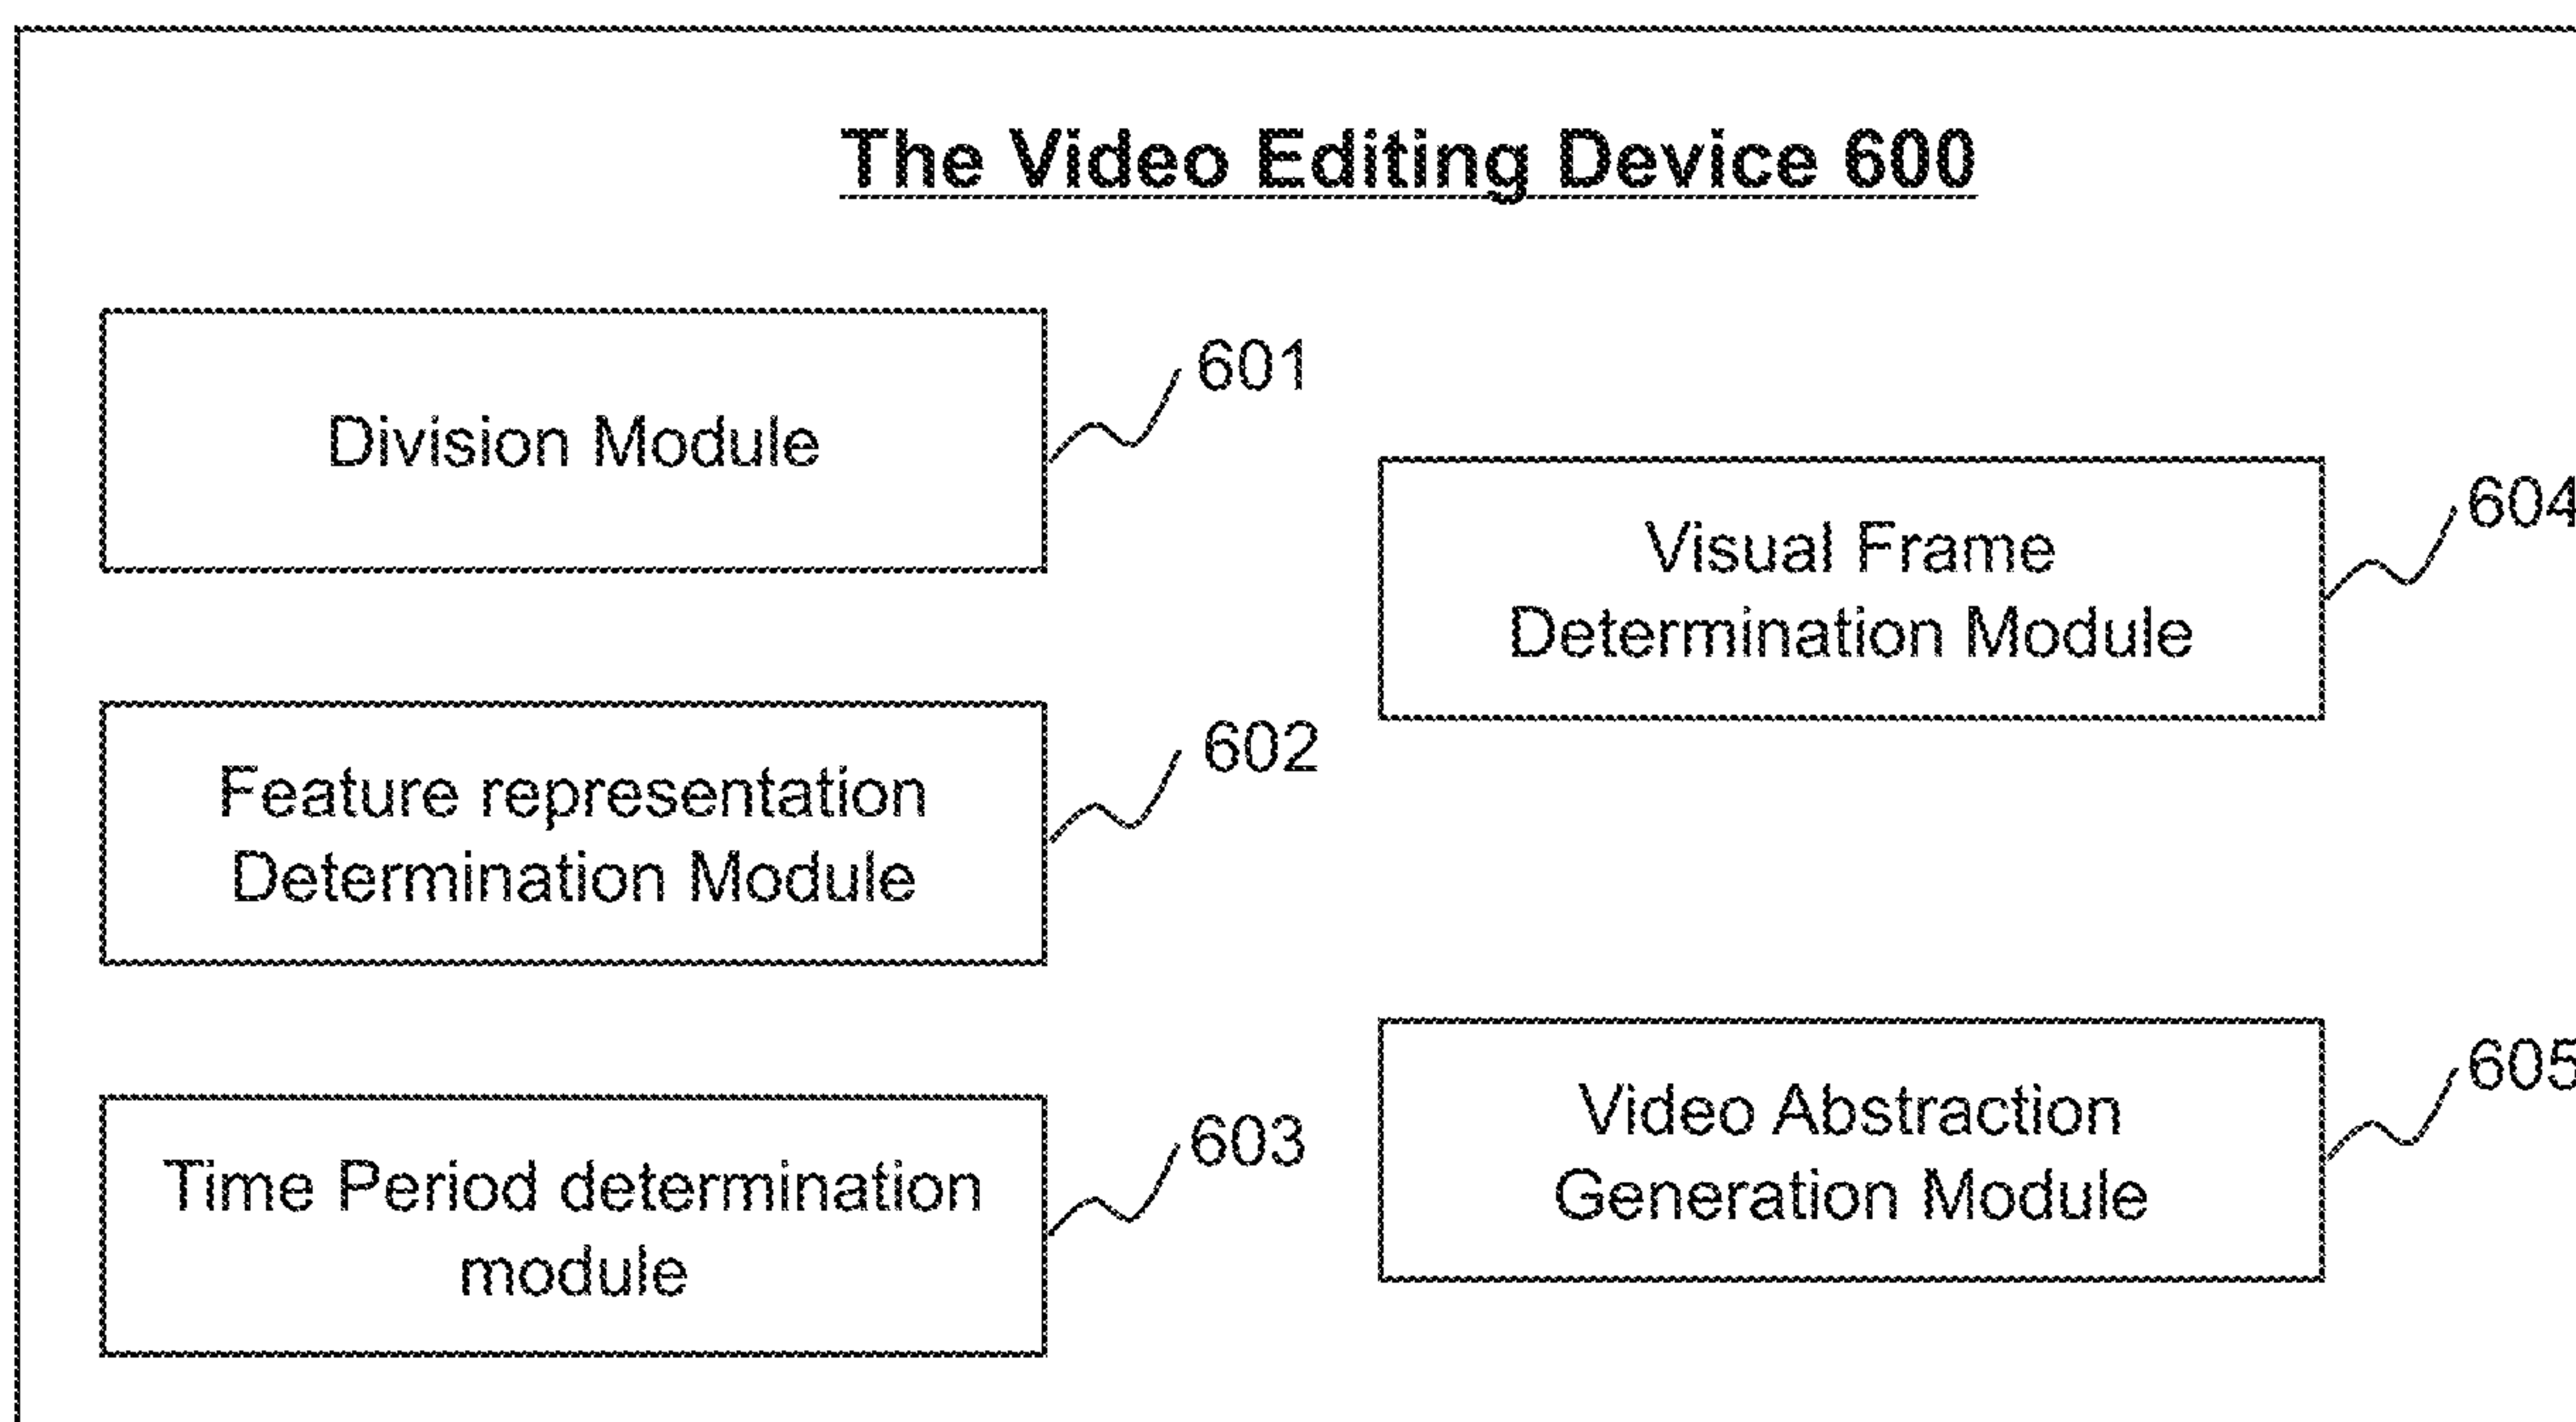 The Video Editing Device 600
Division Module
601
Feature representation
Determination Module
602
Time Period determination
module
603
Visual Frame
Determination Module
604
Video Abstraction
Generation Module
605